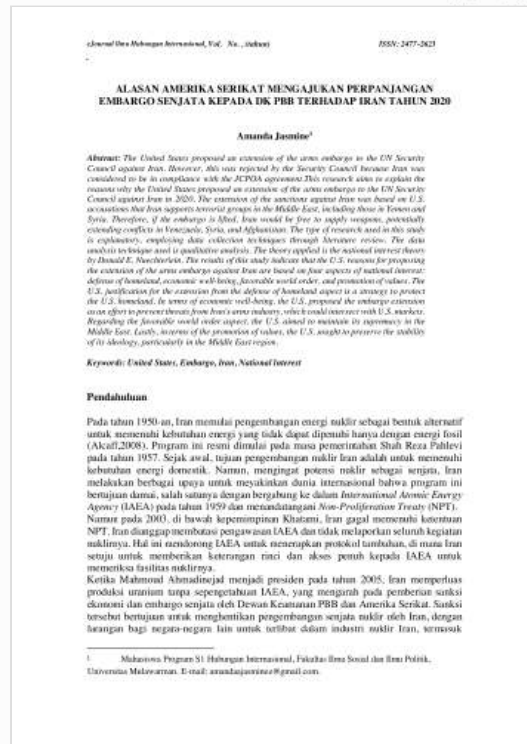 eJournal Ilmu Hubungan Internasional, Vol. No. , (tahun) ISSN: 2477-2623
ALASAN AMERIKA SERIKAT MENGAJUKAN PERPANJANGAN
EMBARGO SENJATA KEPADA DK PBB TERHADAP IRAN TAHUN 2020
Amanda Jasmine¹
Abstract: The United States proposed an extension of the arms embargo to the UN Security
Council against Iran. However, this was rejected by the Security Council because Iran was
considered to be in compliance with the JCPOA agreement.This research aims to explain the
reasons why the United States proposed an extension of the arms embargo to the UN Security
Council against Iran in 2020. The extension of the sanctions against Iran was based on U.S.
accusations that Iran supports terrorist groups in the Middle East, including those in Yemen and
Syria. Therefore, if the embargo is lifted, Iran would be free to supply weapons, potentially
extending conflicts in Venezuela, Syria, and Afghanistan. The type of research used in this study
is explanatory, employing data collection techniques through literature review. The data
analysis technique used is qualitative analysis. The theory applied is the national interest theory
by Donald E. Nuechterlein. The results of this study indicate that the U.S. reasons for proposing
the extension of the arms embargo against Iran are based on four aspects of national interest:
defense of homeland, economic well-being, favorable world order, and promotion of values. The
U.S. justification for the extension from the defense of homeland aspect is a strategy to protect
the U.S. homeland. In terms of economic well-being, the U.S. proposed the embargo extension
as an effort to prevent threats from Iran's arms industry, which could intersect with U.S. markets.
Regarding the favorable world order aspect, the U.S. aimed to maintain its supremacy in the
Middle East. Lastly, in terms of the promotion of values, the U.S. sought to preserve the stability
of its ideology, particularly in the Middle East region.
Keywords: United States, Embargo, Iran, National Interest
Pendahuluan
Pada tahun 1950-an, Iran memulai pengembangan energi nuklir sebagai bentuk alternatif
untuk memenuhi kebutuhan energi yang tidak dapat dipenuhi hanya dengan energi fosil
(Alcaff,2008). Program ini resmi dimulai pada masa pemerintahan Shah Reza Pahlevi
pada tahun 1957. Sejak awal, tujuan pengembangan nuklir Iran adalah untuk memenuhi
kebutuhan energi domestik. Namun, mengingat potensi nuklir sebagai senjata, Iran
melakukan berbagai upaya untuk meyakinkan dunia internasional bahwa program ini
bertujuan damai, salah satunya dengan bergabung ke dalam International Atomic Energy
Agency (IAEA) pada tahun 1959 dan menandatangani Non-Proliferation Treaty (NPT).
Namun pada 2003, di bawah kepemimpinan Khatami, Iran gagal memenuhi ketentuan
NPT. Iran dianggap membatasi pengawasan IAEA dan tidak melaporkan seluruh kegiatan
nuklirnya. Hal ini mendorong IAEA untuk menerapkan protokol tambahan, di mana Iran
setuju untuk memberikan keterangan rinci dan akses penuh kepada IAEA untuk
memeriksa fasilitas nuklirnya.
Ketika Mahmoud Ahmadinejad menjadi presiden pada tahun 2005, Iran memperluas
produksi uranium tanpa sepengetahuan IAEA, yang mengarah pada pemberian sanksi
ekonomi dan embargo senjata oleh Dewan Keamanan PBB dan Amerika Serikat. Sanksi
tersebut bertujuan untuk menghentikan pengembangan senjata nuklir oleh Iran, dengan
larangan bagi negara-negara lain untuk terlibat dalam industri nuklir Iran, termasuk
¹ Mahasiswa Program S1 Hubungan Internasional, Fakultas Ilmu Sosial dan Ilmu Politik,
Universitas Mulawarman. E-mail: amandaajasminee@gmail.com.